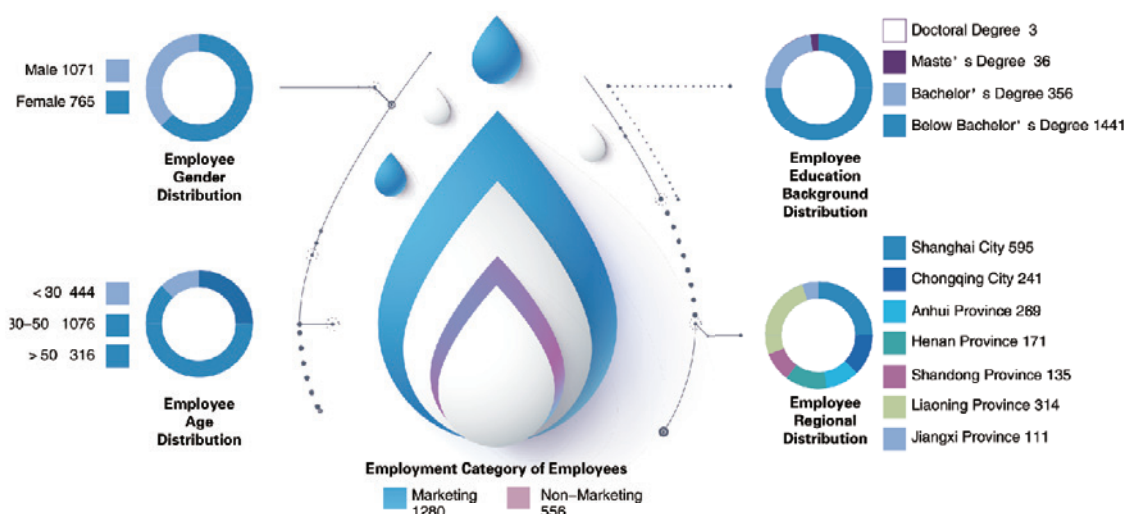 Male 1071
Female 765
Employee
Gender
Distribution
Doctoral Degree 3
Maste' s Degree 36
Bachelor' s Degree 356
Below Bachelor' s Degree 1441
Employee
Education
Background
Distribution
< 30 444
30–50 1076
> 50 316
Employee
Age
Distribution
Shanghai City 595
Chongqing City 241
Anhui Province 269
Henan Province 171
Shandong Province 135
Liaoning Province 314
Jiangxi Province 111
Employee
Regional
Distribution
Employment Category of Employees
Marketing
1280
Non–Marketing
556